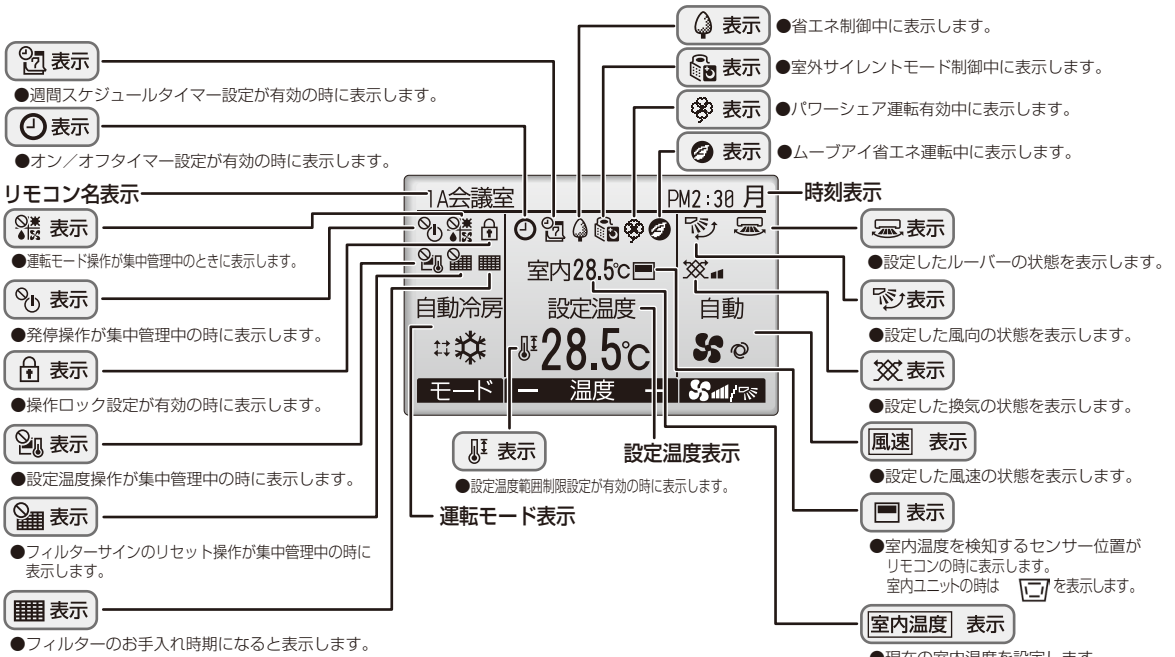 表示
●週間スケジュールタイマー設定が有効の時に表示します。
表示
●オン／オフタイマー設定が有効の時に表示します。
リモコン名表示
表示
●運転モード操作が集中管理中のときに表示します。
表示
●発停操作が集中管理中の時に表示します。
表示
●操作ロック設定が有効の時に表示します。
表示
●設定温度操作が集中管理中の時に表示します。
表示
●フィルターサインのリセット操作が集中管理中の時に
表示します。
表示
●フィルターのお手入れ時期になると表示します。
表示
●省エネ制御中に表示します。
表示
●室外サイレントモード制御中に表示します。
表示
●パワーシェア運転有効中に表示します。
表示
●ムーブアイ省エネ運転中に表示します。
1A会議室
PM2:30 月
室内28.5℃
自動冷房
設定温度
自動
28.5℃
モード
－ 温度 ＋
表示
●設定温度範囲制限設定が有効の時に表示します。
設定温度表示
運転モード表示
時刻表示
表示
●設定したルーバーの状態を表示します。
表示
●設定した風向の状態を表示します。
表示
●設定した換気の状態を表示します。
風速 表示
●設定した風速の状態を表示します。
表示
●室内温度を検知するセンサー位置が
リモコンの時に表示します。
室内ユニットの時は を表示します。
室内温度 表示
●現在の室内温度を設定します